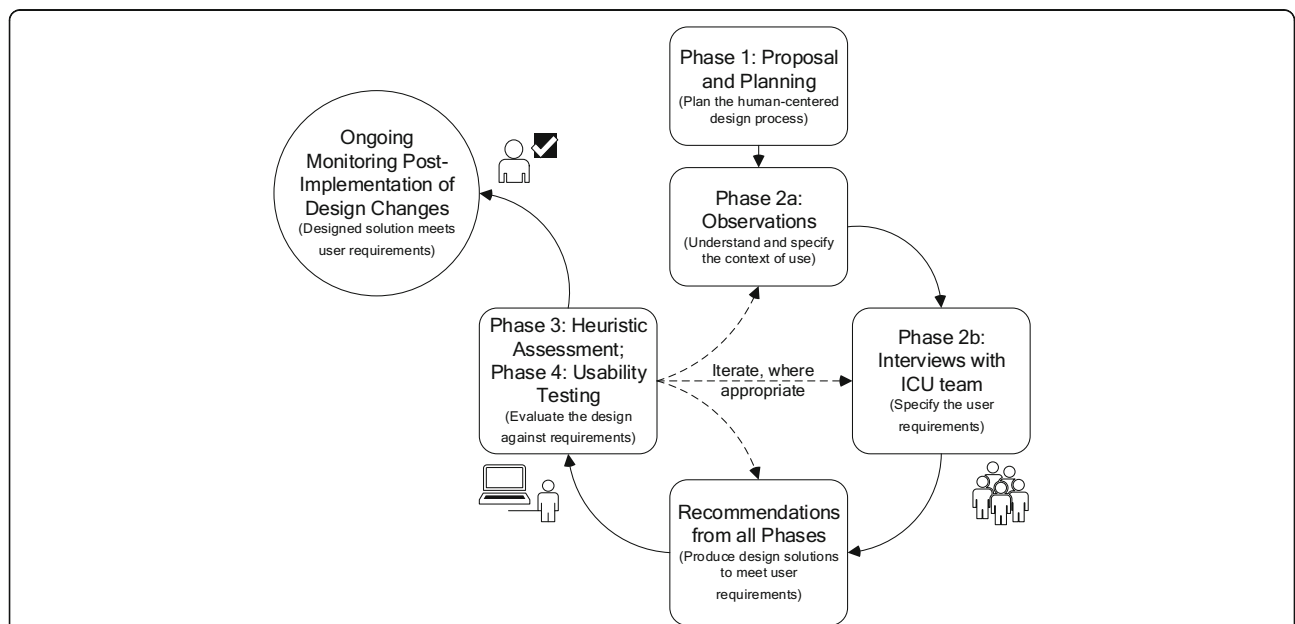 Phase 1: Proposal
and Planning
(Plan the human-centered
design process)
Ongoing
Monitoring Post-
Implementation of
Design Changes
(Designed solution meets
user requirements)
Phase 2a:
Observations
(Understand and specify
the context of use)
Phase 3: Heuristic
Assessment;
Phase 4: Usability
Testing
(Evaluate the design
against requirements)
Iterate, where
appropriate
Phase 2b:
Interviews with
ICU team
(Specify the user
requirements)
Recommendations
from all Phases
(Produce design solutions
to meet user
requirements)